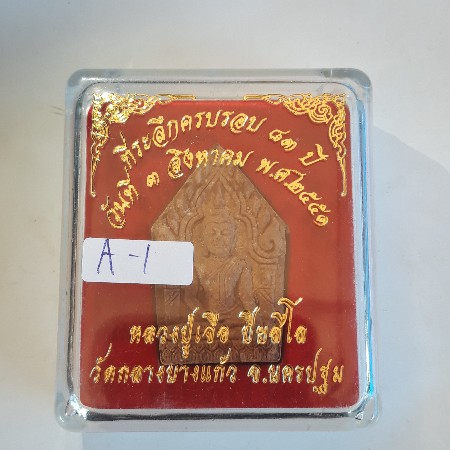 ที่ระลึกครบรอบ ๘๓ ปี
วันที่ ๓ สิงหาคม พ.ศ.๒๕๕๑
A-1
หลวงปู่เจือ ปิยสีโล
วัดกลางบางแก้ว จ.นครปฐม